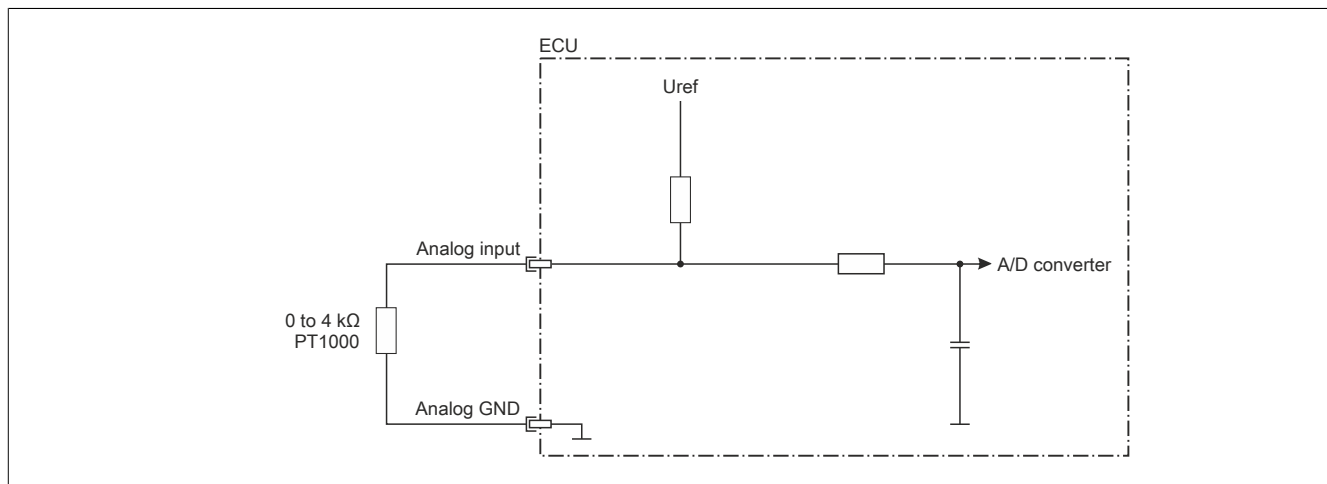 ECU
Uref
Analog input
A/D converter
0 to 4 kΩ
PT1000
Analog GND